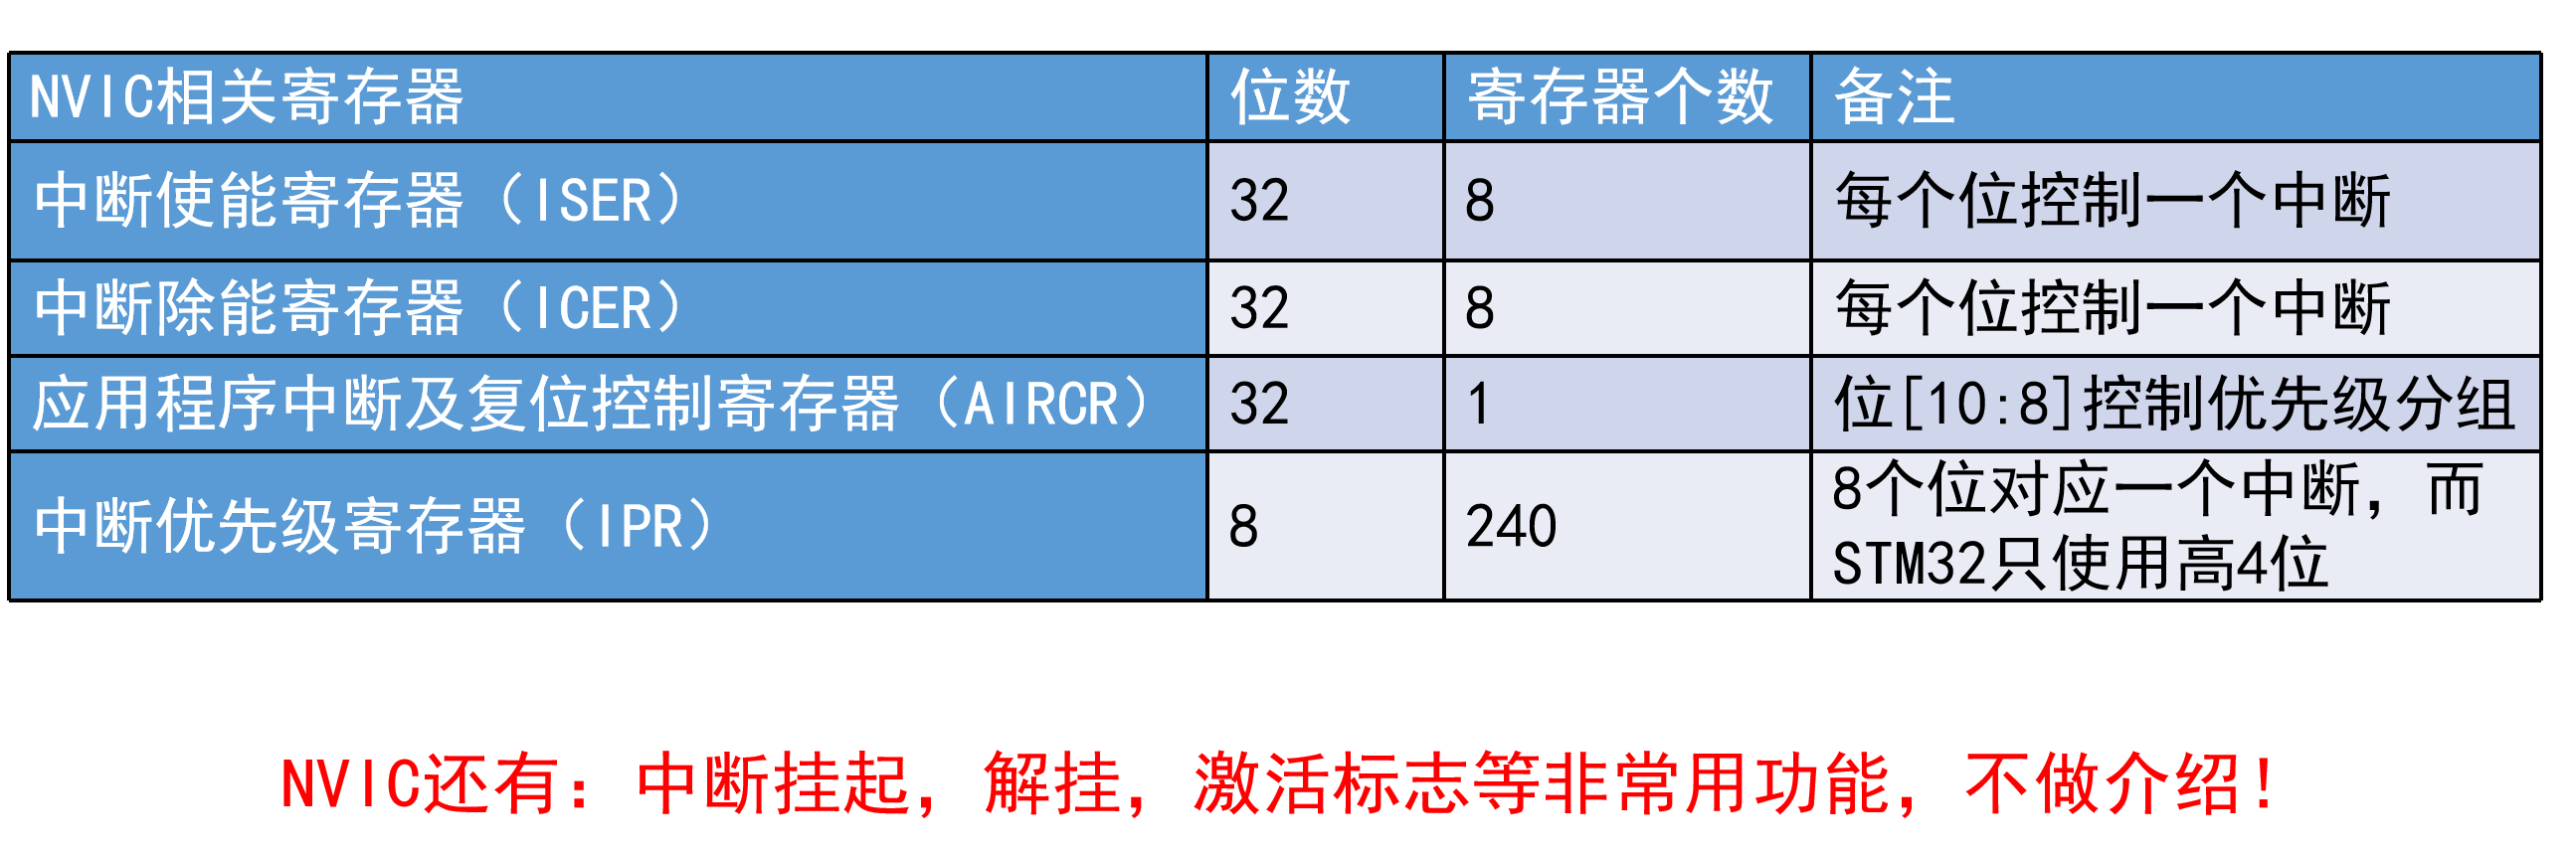 NVIC相关寄存器 位数 寄存器个数 备注
中断使能寄存器（ISER） 32 8 每个位控制一个中断
中断除能寄存器（ICER） 32 8 每个位控制一个中断
应用程序中断及复位控制寄存器（AIRCR） 32 1 位[10:8]控制优先级分组
中断优先级寄存器（IPR） 8 240 8个位对应一个中断，而
STM32只使用高4位
NVIC还有：中断挂起，解挂，激活标志等非常用功能，不做介绍！